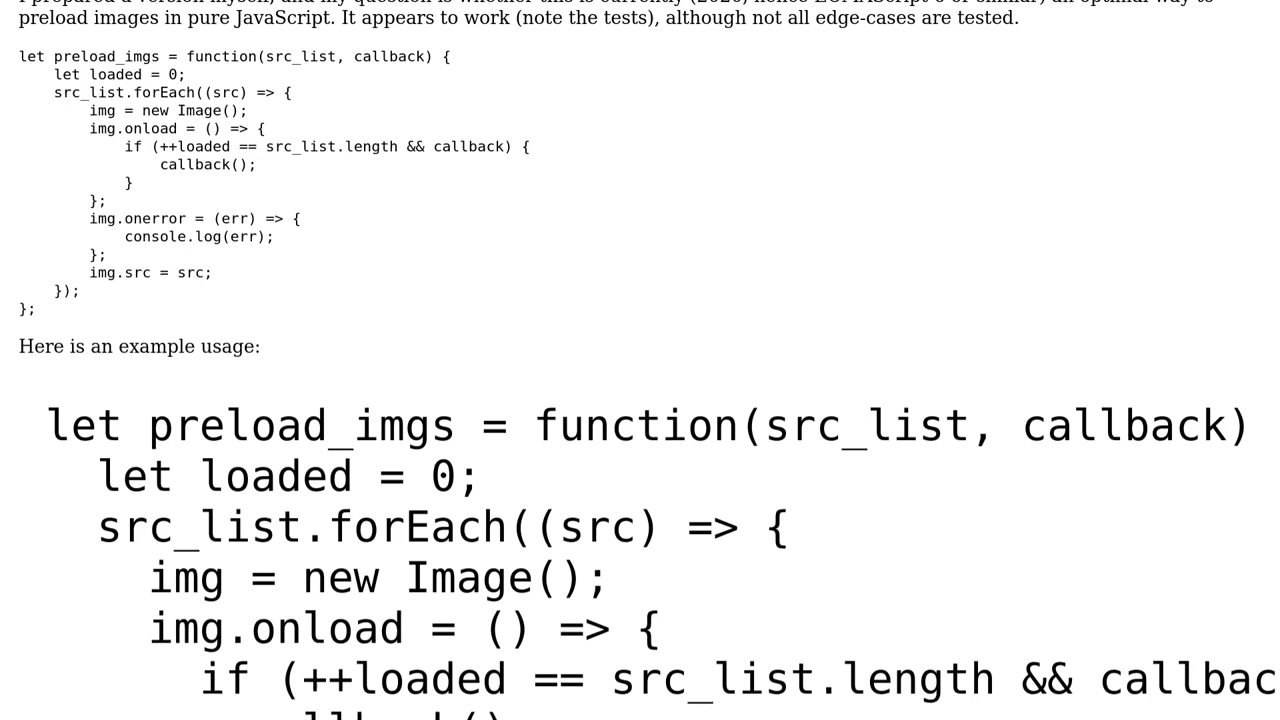 preload images in pure JavaScript. It appears to work (note the tests), although not all edge-cases are tested.
let preload_imgs = function(src_list, callback) {
    let loaded = 0;
    src_list.forEach((src) => {
        img = new Image();
        img.onload = () => {
            if (++loaded == src_list.length && callback) {
                callback();
            }
        };
        img.onerror = (err) => {
            console.log(err);
        };
        img.src = src;
    });
};
Here is an example usage:
let preload_imgs = function(src_list, callback)
  let loaded = 0;
  src_list.forEach((src) => {
    img = new Image();
    img.onload = () => {
      if (++loaded == src_list.length && callbac